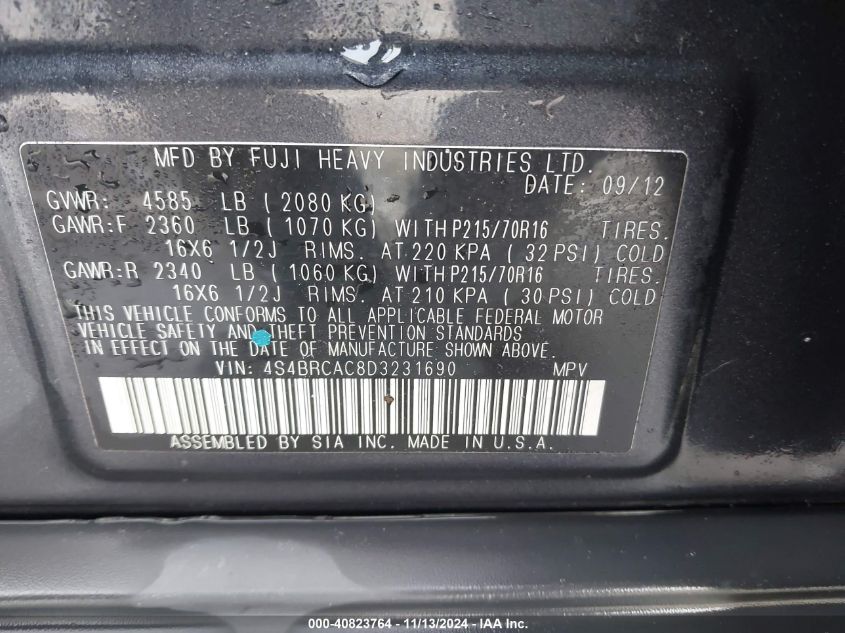 MFD BY FUJI HEAVY INDUSTRIES LTD.
DATE: 09/12
GVWR: 4585 LB ( 2080 KG)
GAWR:F 2360 LB ( 1070 KG) WITH P215/70R16 TIRES.
16X6 1/2J RIMS. AT 220 KPA ( 32 PSI) COLD
GAWR:R 2340 LB ( 1060 KG) WITH P215/70R16 TIRES.
16X6 1/2J RIMS. AT 210 KPA ( 30 PSI) COLD
THIS VEHICLE CONFORMS TO ALL APPLICABLE FEDERAL MOTOR
VEHICLE SAFETY AND THEFT PREVENTION STANDARDS
IN EFFECT ON THE DATE OF MANUFACTURE SHOWN ABOVE.
VIN: 4S4BRCAC8D3231690 MPV
ASSEMBLED BY SIA INC. MADE IN U.S.A.
000-40823764 - 11/13/2024 - IAA Inc.